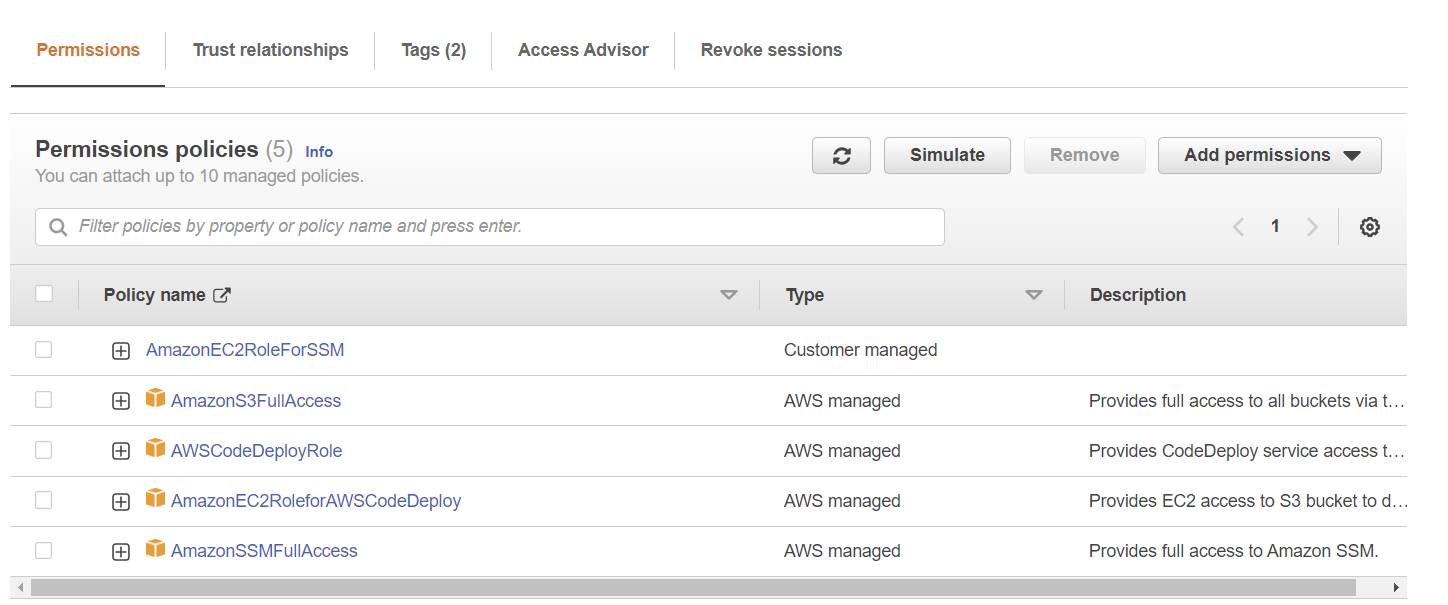 Permissions
Trust relationships
Tags (2)
Access Advisor
Revoke sessions
Permissions policies (5) Info
You can attach up to 10 managed policies.
Simulate
Remove
Add permissions
Filter policies by property or policy name and press enter.
1
Policy name
Type
Description
AmazonEC2RoleForSSM
Customer managed
AmazonS3FullAccess
AWS managed
Provides full access to all buckets via t…
AWSCodeDeployRole
AWS managed
Provides CodeDeploy service access t…
AmazonEC2RoleforAWSCodeDeploy
AWS managed
Provides EC2 access to S3 bucket to d…
AmazonSSMFullAccess
AWS managed
Provides full access to Amazon SSM.